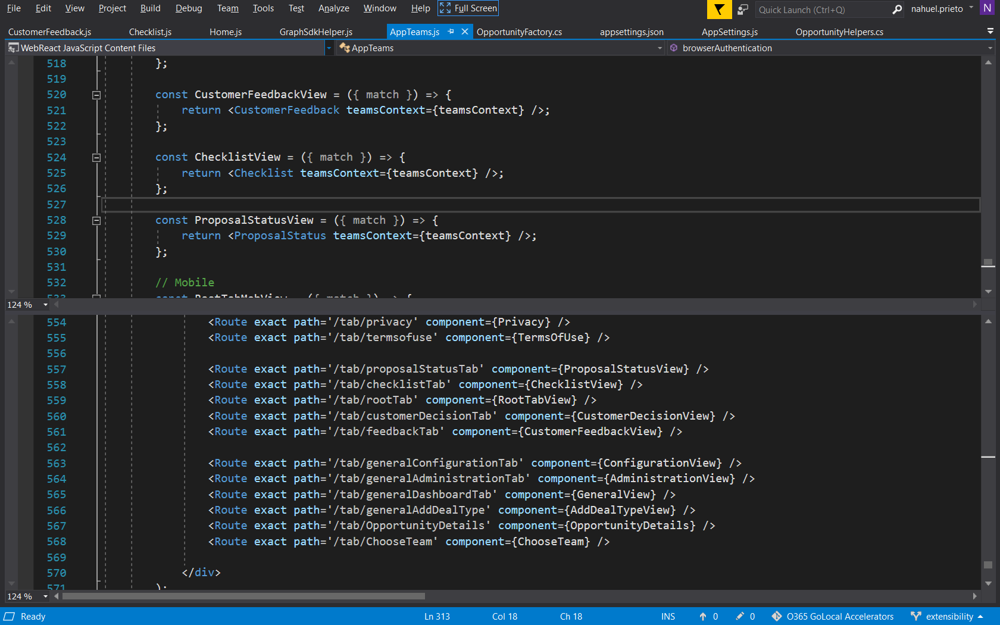 File Edit View Project Build Debug Team Tools Test Analyze Window Help Full Screen Quick Launch (Ctrl+Q) nahuel.prieto N
CustomerFeedback.js Checklist.js Home.js GraphSdkHelper.js AppTeams.js OpportunityFactory.cs appsettings.json AppSettings.js OpportunityHelpers.cs
WebReact JavaScript Content Files AppTeams browserAuthentication
518 };
519
520 const CustomerFeedbackView = ({ match }) => {
521 return <CustomerFeedback teamsContext={teamsContext} />;
522 };
523
524 const ChecklistView = ({ match }) => {
525 return <Checklist teamsContext={teamsContext} />;
526 };
527
528 const ProposalStatusView = ({ match }) => {
529 return <ProposalStatus teamsContext={teamsContext} />;
530 };
531
532 // Mobile
533 const RootTabMobView = ({ match }) => {
124 %
554 <Route exact path='/tab/privacy' component={Privacy} />
555 <Route exact path='/tab/termsofuse' component={TermsOfUse} />
556
557 <Route exact path='/tab/proposalStatusTab' component={ProposalStatusView} />
558 <Route exact path='/tab/checklistTab' component={ChecklistView} />
559 <Route exact path='/tab/rootTab' component={RootTabView} />
560 <Route exact path='/tab/customerDecisionTab' component={CustomerDecisionView} />
561 <Route exact path='/tab/feedbackTab' component={CustomerFeedbackView} />
562
563 <Route exact path='/tab/generalConfigurationTab' component={ConfigurationView} />
564 <Route exact path='/tab/generalAdministrationTab' component={AdministrationView} />
565 <Route exact path='/tab/generalDashboardTab' component={GeneralView} />
566 <Route exact path='/tab/generalAddDealType' component={AddDealTypeView} />
567 <Route exact path='/tab/OpportunityDetails' component={OpportunityDetails} />
568 <Route exact path='/tab/ChooseTeam' component={ChooseTeam} />
569
570 </div>
571 );
124 %
Ready Ln 313 Col 18 Ch 18 INS 0 0 O365 GoLocal Accelerators extensibility